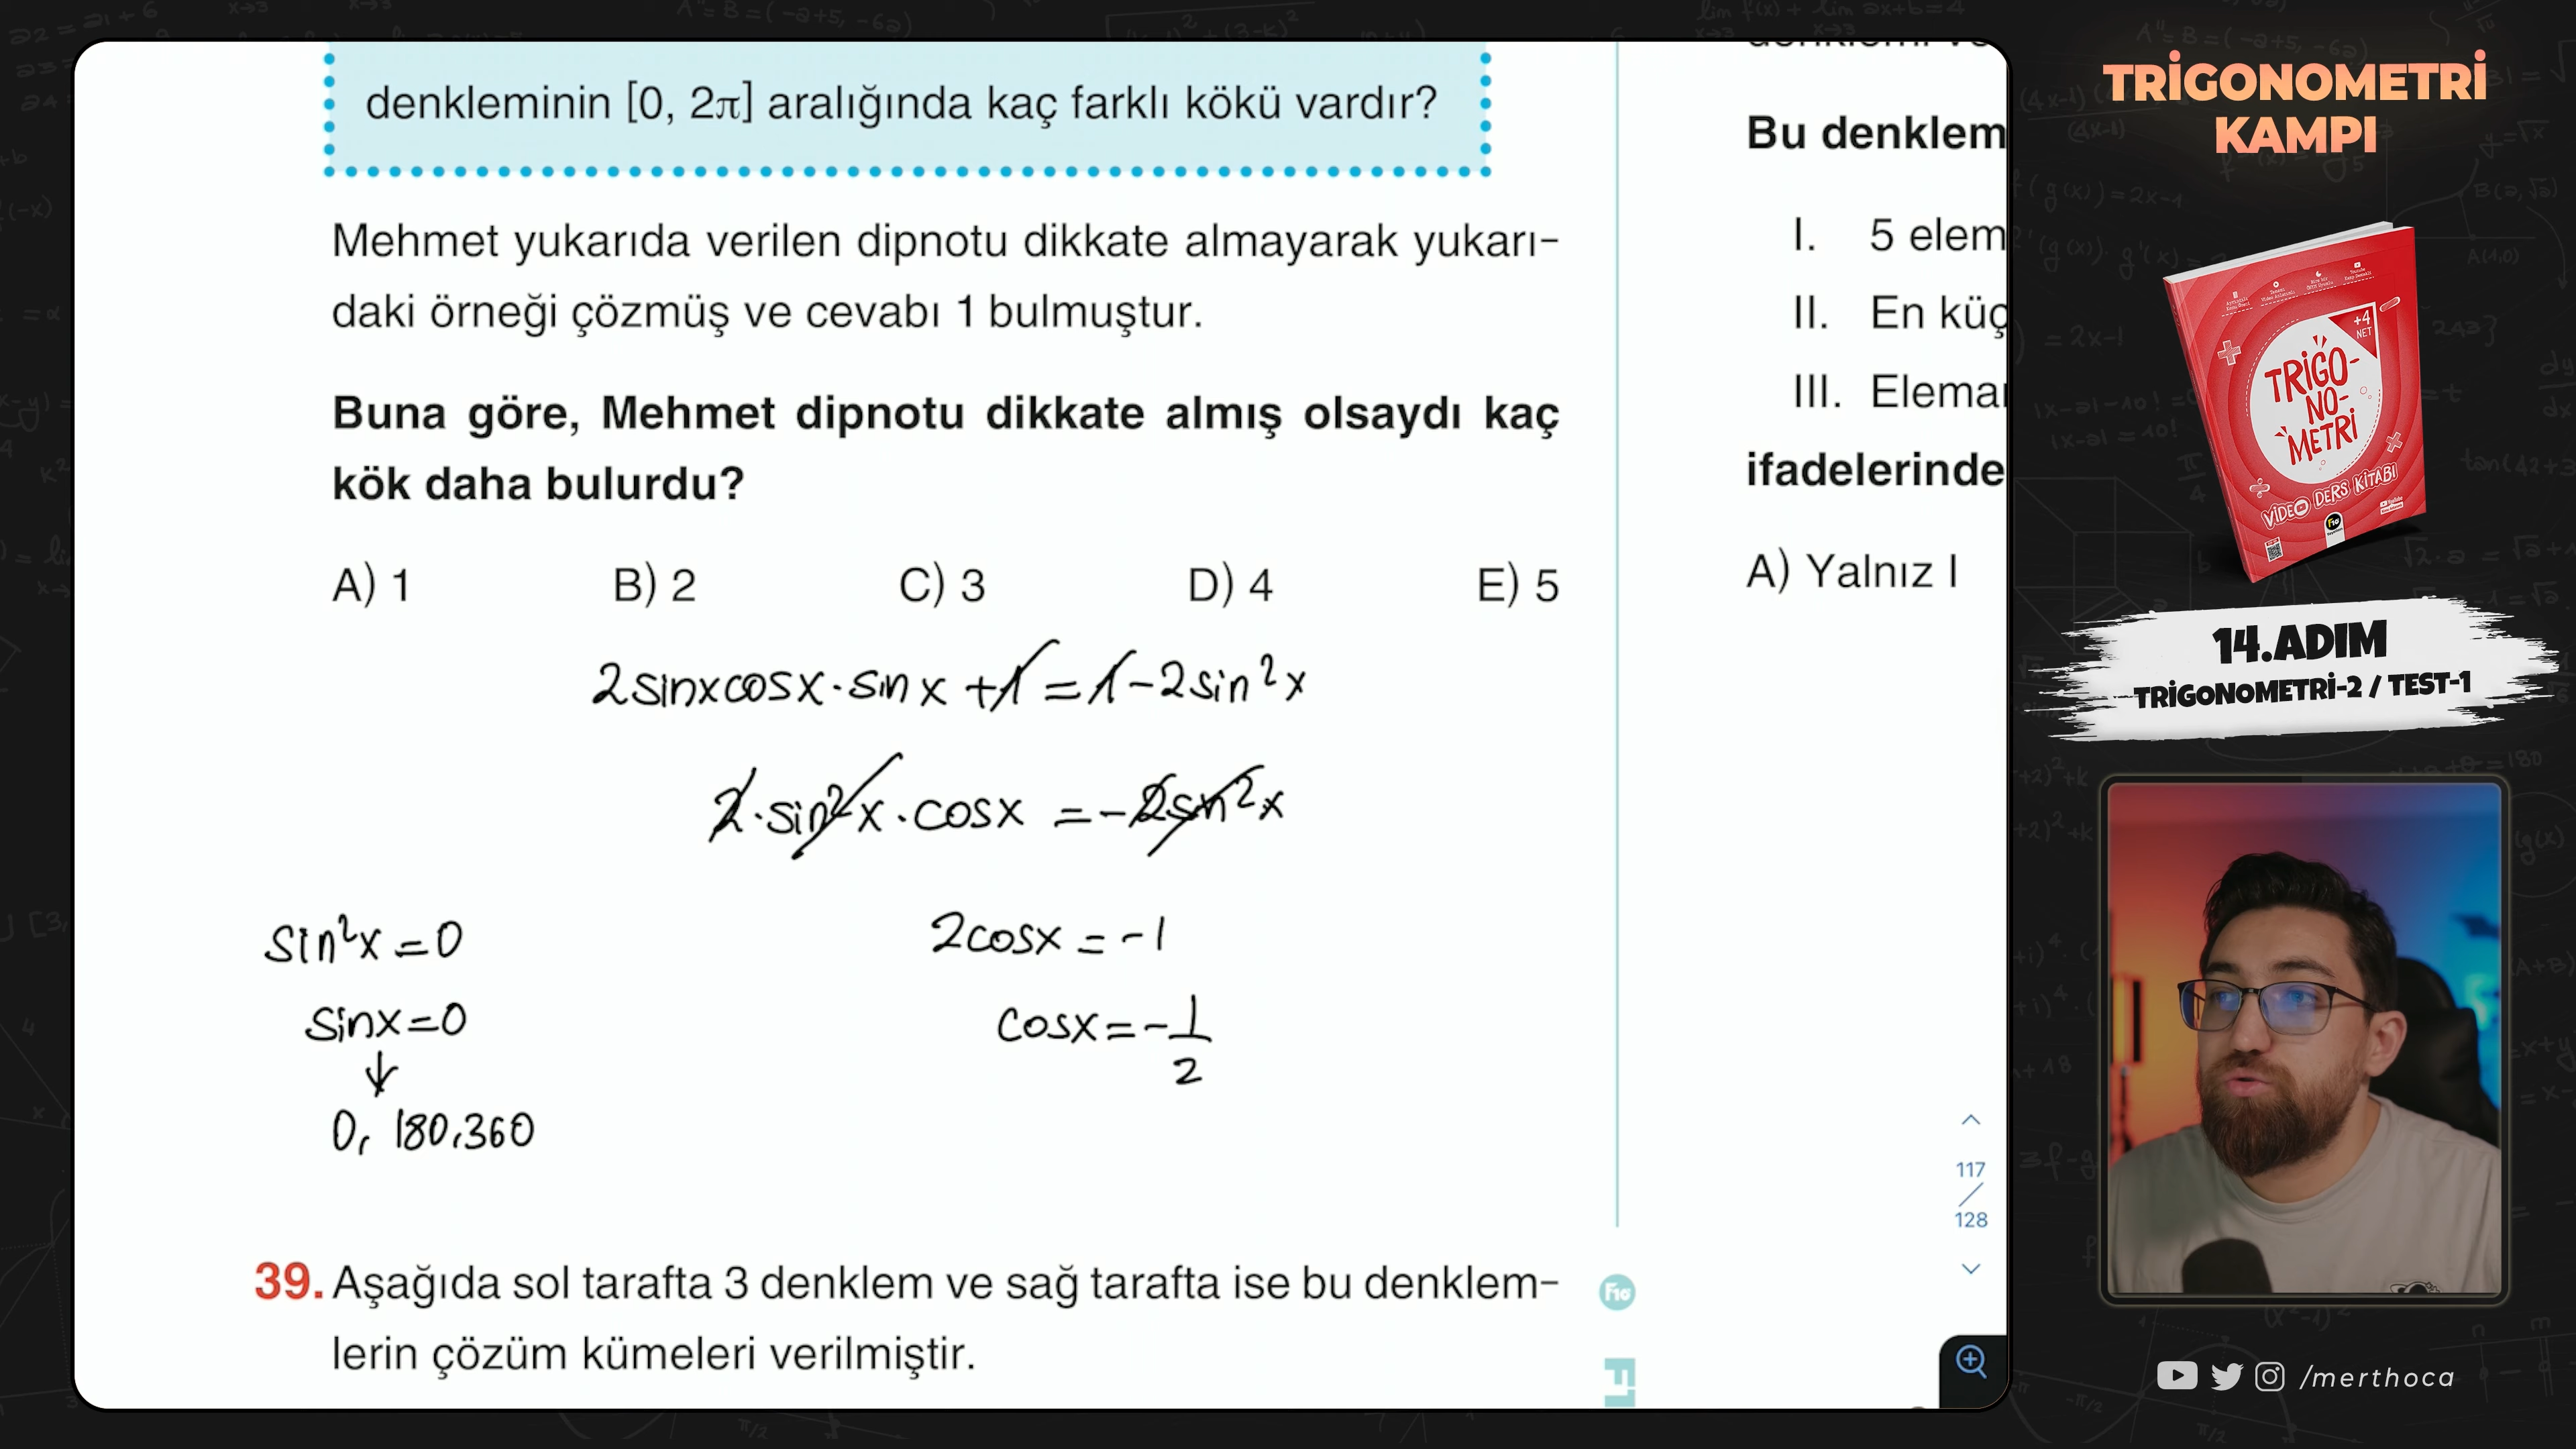 denkleminin [0, 2π] aralığında kaç farklı kökü vardır?
Mehmet yukarıda verilen dipnotu dikkate almayarak yukarı-
daki örneği çözmüş ve cevabı 1 bulmuştur.
Buna göre, Mehmet dipnotu dikkate almış olsaydı kaç
kök daha bulurdu?
A) 1 B) 2 C) 3 D) 4 E) 5
2sinxcosx·sinx+1=1-2sin²x
2·sin²x·cosx=-2sin²x
sin²x=0
sinx=0
↓
0, 180,360
2cosx=-1
cosx=-1/2
39. Aşağıda sol tarafta 3 denklem ve sağ tarafta ise bu denklem-
lerin çözüm kümeleri verilmiştir.
Bu denklem
I. 5 elem
II. En küç
III. Elema
ifadelerinde
A) Yalnız I
117
/
128
F10
TRİGONOMETRİ
KAMPI
+4
NET
TRİGO-
NO-
METRİ
VİDEO DERS KİTABI
14.ADIM
TRİGONOMETRİ-2 / TEST-1
/merthoca